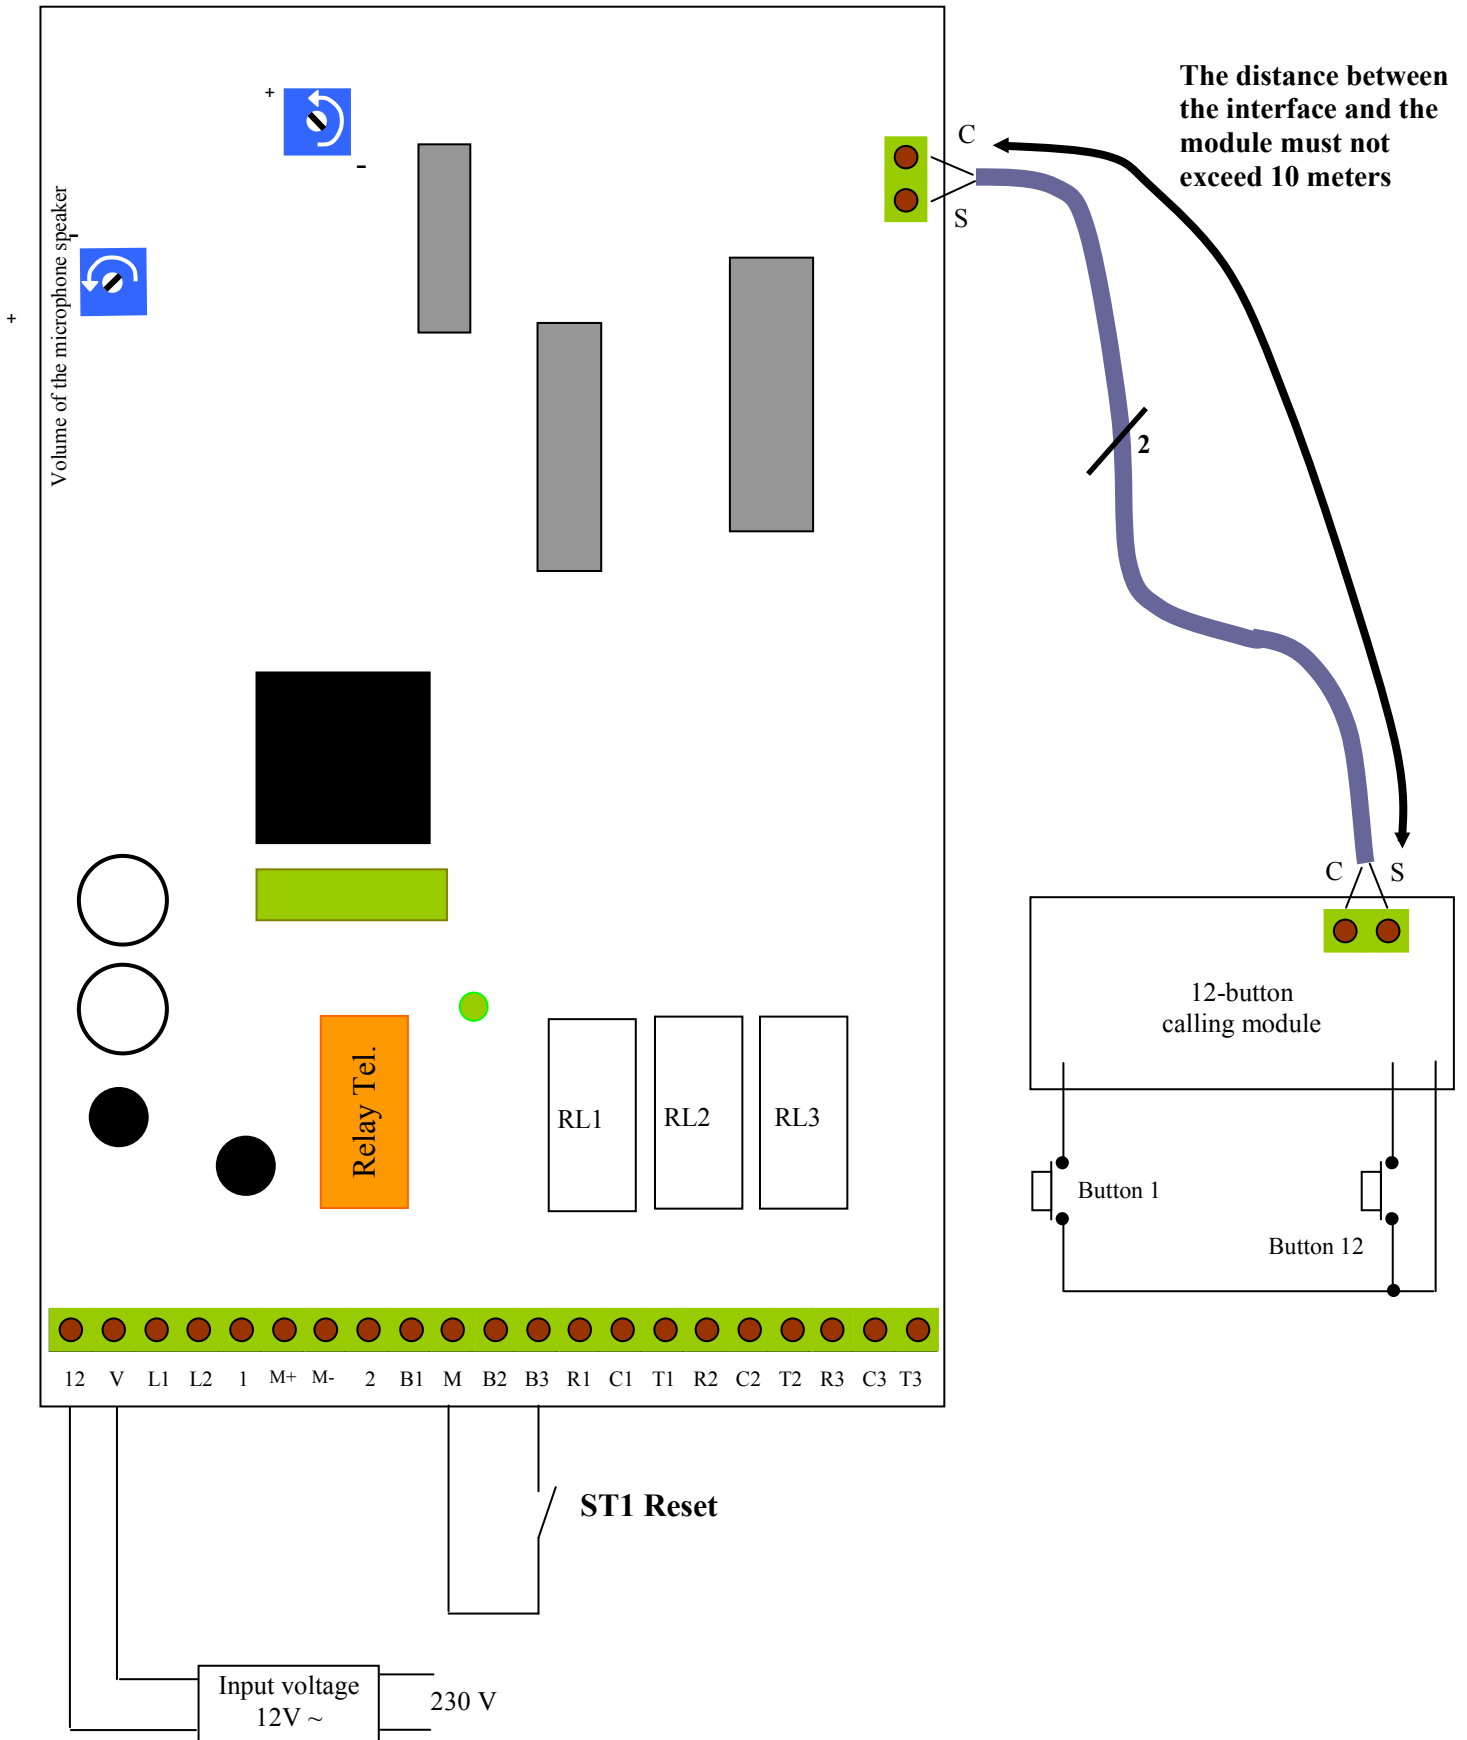 The distance between
the interface and the
module must not
exceed 10 meters
+
-
C
S
Volume of the microphone speaker
-
+
2
C S
12-button
calling module
Relay Tel.
RL1 RL2 RL3
Button 1
Button 12
12 V L1 L2 1 M+ M- 2 B1 M B2 B3 R1 C1 T1 R2 C2 T2 R3 C3 T3
ST1 Reset
Input voltage
12V ~
230 V